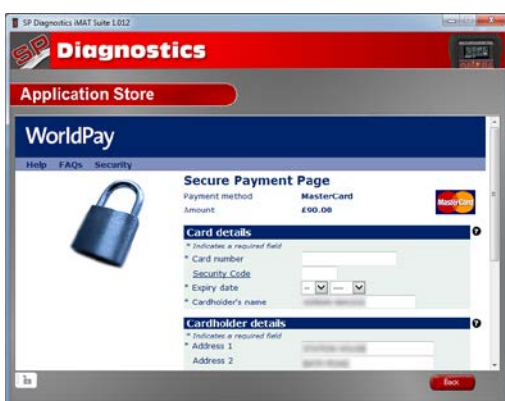 SP Diagnostics iMAT Suite 1.012
SP Diagnostics
Application Store
WorldPay
Help FAQs Security
Secure Payment Page
Payment method MasterCard
MasterCard
Amount £90.00
Card details ?
* Indicates a required field
* Card number
Security Code
* Expiry date -- ----
* Cardholder's name
Cardholder details ?
* Indicates a required field
* Address 1
Address 2
Back